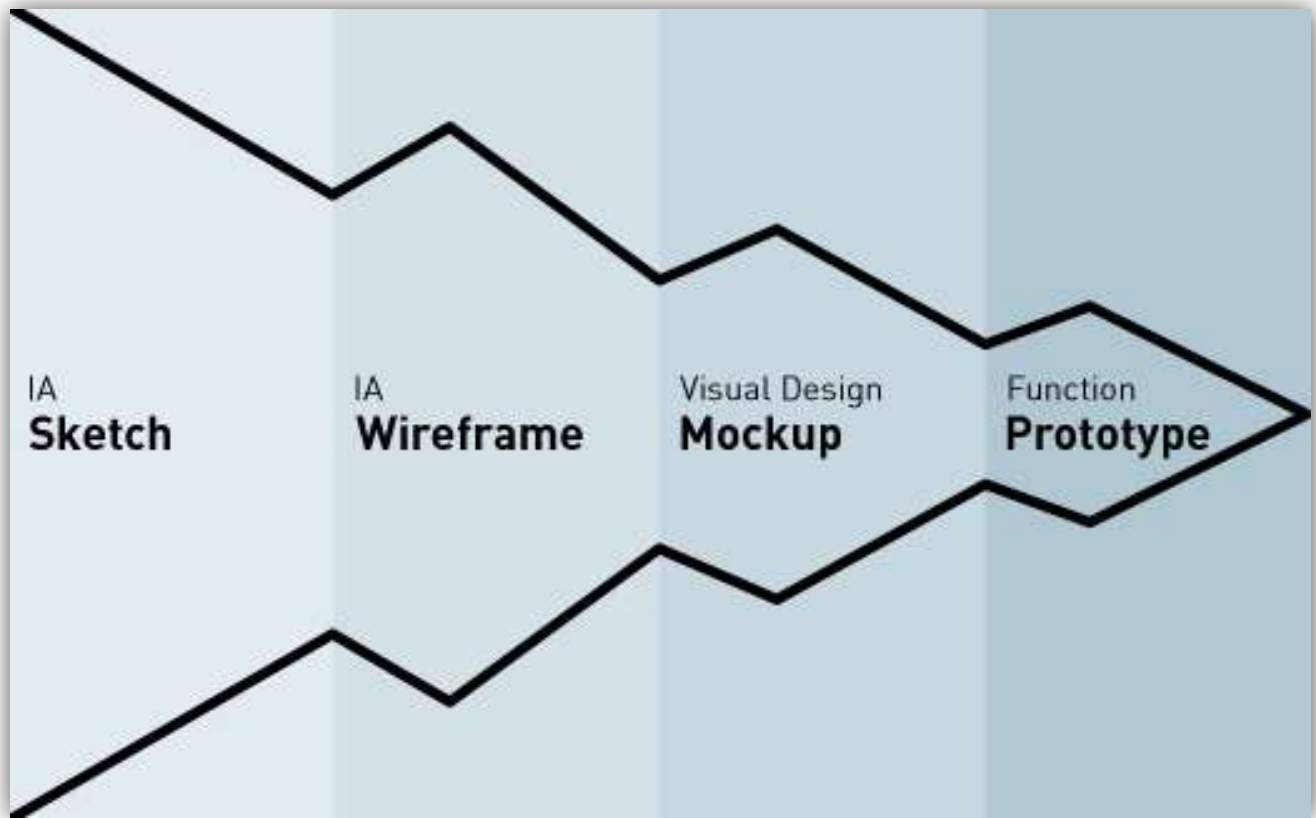 IA
Sketch
IA
Wireframe
Visual Design
Mockup
Function
Prototype